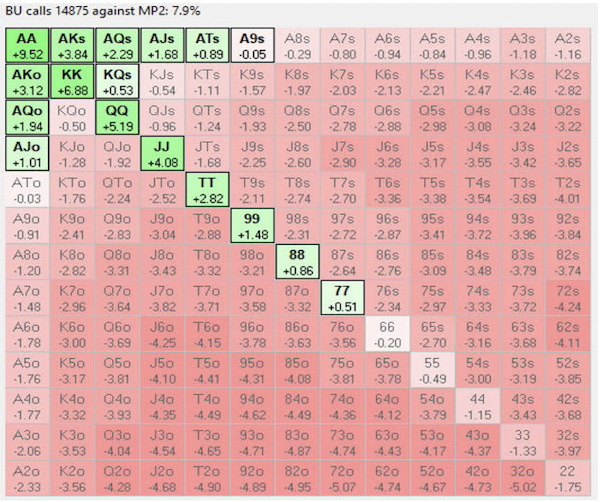 BU calls 14875 against MP2: 7.9%
AA AKs AQs AJs ATs A9s A8s A7s A6s A5s A4s A3s A2s
+9.52 +3.84 +2.29 +1.68 +0.89 -0.05 -0.29 -0.80 -0.94 -0.84 -0.96 -1.18 -1.16
AKo KK KQs KJs KTs K9s K8s K7s K6s K5s K4s K3s K2s
+3.12 +6.88 +0.53 -0.54 -1.11 -1.57 -1.97 -2.03 -2.13 -2.21 -2.47 -2.46 -2.82
AQo KQo QQ QJs QTs Q9s Q8s Q7s Q6s Q5s Q4s Q3s Q2s
+1.94 -0.50 +5.19 -0.96 -1.24 -1.93 -2.50 -2.78 -2.88 -2.98 -3.08 -3.24 -3.22
AJo KJo QJo JJ JTs J9s J8s J7s J6s J5s J4s J3s J2s
+1.01 -1.28 -1.92 +4.08 -1.68 -2.25 -2.60 -2.90 -3.28 -3.17 -3.55 -3.42 -3.65
ATo KTo QTo JTo TT T9s T8s T7s T6s T5s T4s T3s T2s
-0.03 -1.76 -2.24 -2.52 +2.82 -2.11 -2.74 -2.70 -3.36 -3.38 -3.54 -3.69 -4.01
A9o K9o Q9o J9o T9o 99 98s 97s 96s 95s 94s 93s 92s
-0.91 -2.41 -2.83 -3.04 -2.88 +1.48 -2.31 -2.72 -2.87 -3.41 -3.72 -3.96 -3.84
A8o K8o Q8o J8o T8o 98o 88 87s 86s 85s 84s 83s 82s
-1.20 -2.82 -3.31 -3.43 -3.32 -3.21 +0.86 -2.64 -2.76 -3.09 -3.48 -3.79 -3.74
A7o K7o Q7o J7o T7o 97o 87o 77 76s 75s 74s 73s 72s
-1.48 -2.96 -3.64 -3.82 -3.71 -3.58 -3.32 +0.51 -2.34 -2.97 -3.33 -3.72 -4.24
A6o K6o Q6o J6o T6o 96o 86o 76o 66 65s 64s 63s 62s
-1.78 -3.00 -3.69 -4.25 -4.15 -3.78 -3.63 -3.56 -0.20 -2.70 -3.16 -3.68 -4.11
A5o K5o Q5o J5o T5o 95o 85o 75o 65o 55 54s 53s 52s
-1.76 -3.17 -3.81 -4.10 -4.41 -4.31 -4.08 -3.81 -3.78 -0.49 -3.00 -3.19 -3.85
A4o K4o Q4o J4o T4o 94o 84o 74o 64o 54o 44 43s 42s
-1.77 -3.32 -3.93 -4.35 -4.49 -4.62 -4.49 -4.36 -4.12 -3.79 -1.15 -3.43 -3.68
A3o K3o Q3o J3o T3o 93o 83o 73o 63o 53o 43o 33 32s
-2.06 -3.53 -4.04 -4.54 -4.65 -4.71 -4.87 -4.74 -4.43 -4.17 -4.37 -1.33 -3.97
A2o K2o Q2o J2o T2o 92o 82o 72o 62o 52o 42o 32o 22
-2.33 -3.56 -4.28 -4.68 -4.90 -4.89 -4.95 -5.07 -4.74 -4.67 -4.73 -5.02 -1.75